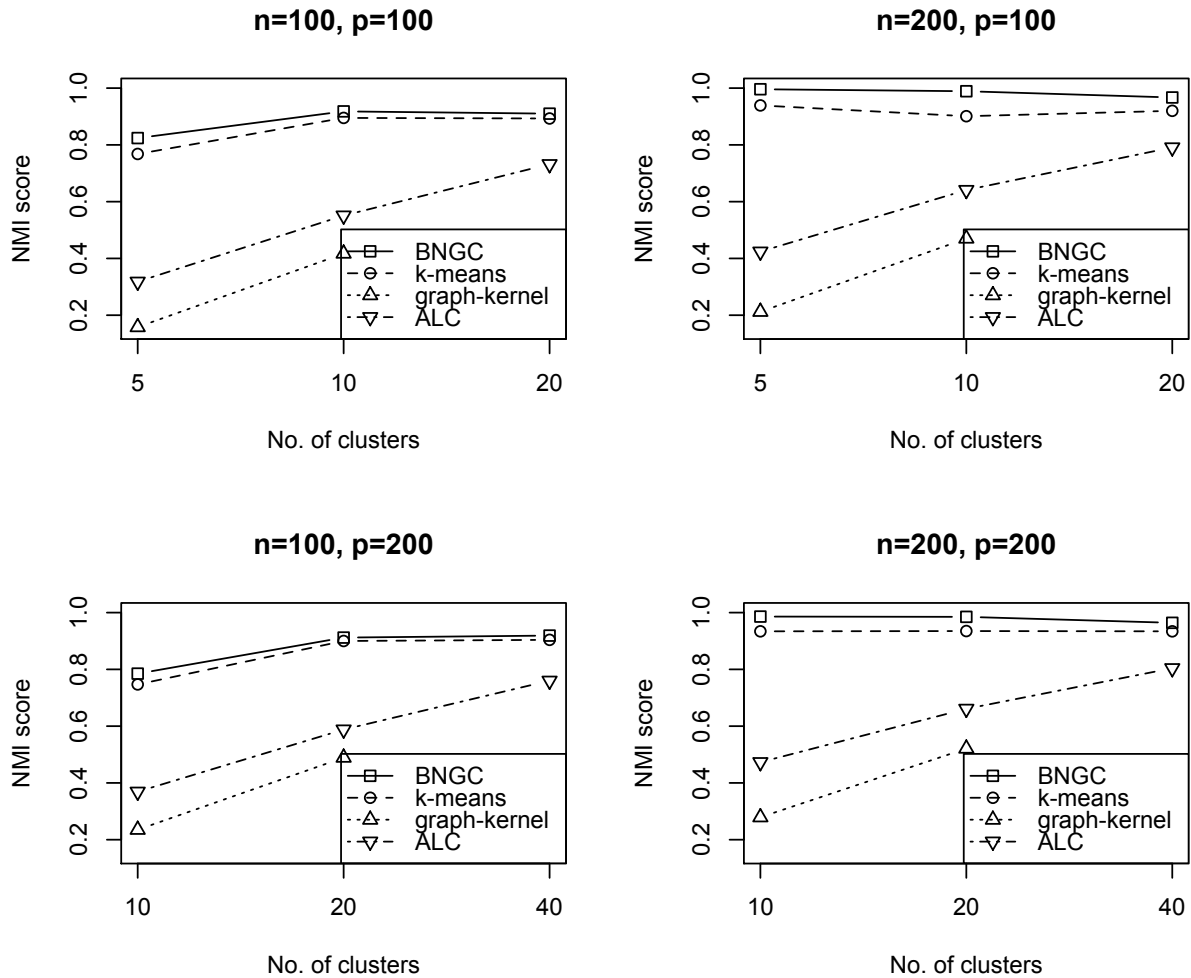 n=100, p=100
NMI score
1.0
0.8
0.6
0.4
0.2
BNGC
k-means
graph-kernel
ALC
5 10 20
No. of clusters
n=200, p=100
NMI score
1.0
0.8
0.6
0.4
0.2
BNGC
k-means
graph-kernel
ALC
5 10 20
No. of clusters
n=100, p=200
NMI score
1.0
0.8
0.6
0.4
0.2
BNGC
k-means
graph-kernel
ALC
10 20 40
No. of clusters
n=200, p=200
NMI score
1.0
0.8
0.6
0.4
0.2
BNGC
k-means
graph-kernel
ALC
10 20 40
No. of clusters